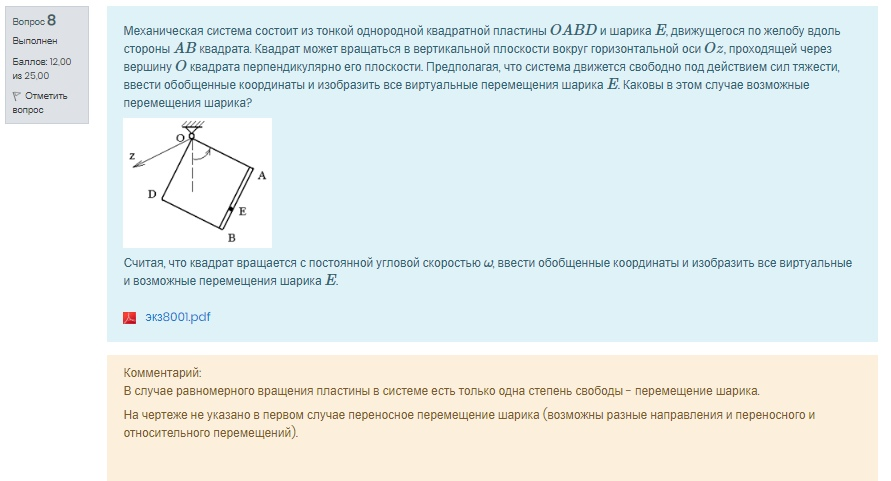 Вопрос 8
Выполнен
Баллов: 12,00
из 25,00
Отметить
вопрос
Механическая система состоит из тонкой однородной квадратной пластины OABD и шарика E, движущегося по желобу вдоль
стороны AB квадрата. Квадрат может вращаться в вертикальной плоскости вокруг горизонтальной оси Oz, проходящей через
вершину O квадрата перпендикулярно его плоскости. Предполагая, что система движется свободно под действием сил тяжести,
ввести обобщенные координаты и изобразить все виртуальные перемещения шарика E. Каковы в этом случае возможные
перемещения шарика?
O
z
A
D
E
B
Считая, что квадрат вращается с постоянной угловой скоростью ω, ввести обобщенные координаты и изобразить все виртуальные
и возможные перемещения шарика E.
экз8001.pdf
Комментарий:
В случае равномерного вращения пластины в системе есть только одна степень свободы - перемещение шарика.
На чертеже не указано в первом случае переносное перемещение шарика (возможны разные направления и переносного и
относительного перемещений).